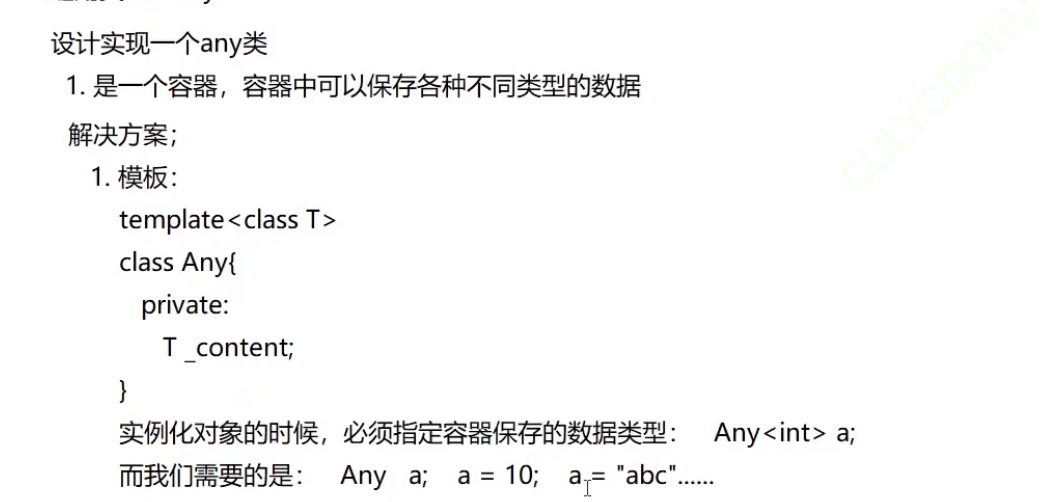 设计实现一个any类
1. 是一个容器，容器中可以保存各种不同类型的数据
解决方案；
1. 模板：
template<class T>
class Any{
private:
T _content;
}
实例化对象的时候，必须指定容器保存的数据类型： Any<int> a;
而我们需要的是： Any a; a = 10; a = "abc"......
CULYCDORU